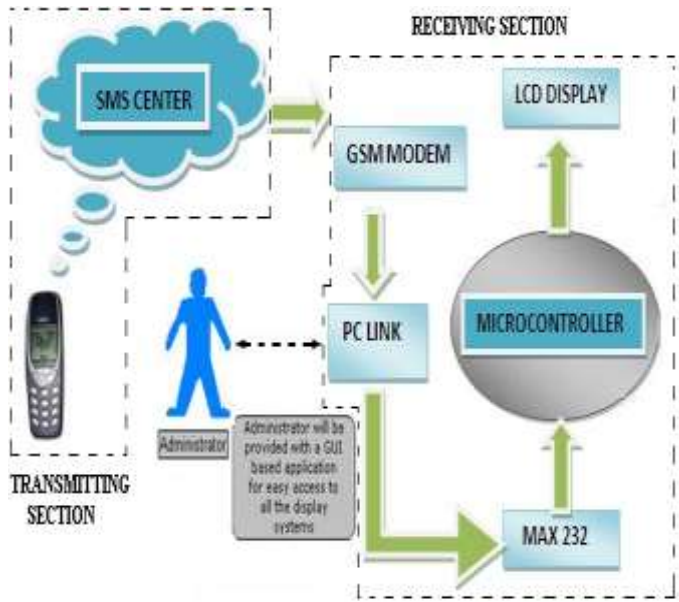 RECEIVING SECTION
SMS CENTER
LCD DISPLAY
GSM MODEM
PC LINK
MICROCONTROLLER
Administrator
Administrator will be
provided with a GUI
based application
for easy access to
all the display
systems
TRANSMITTING
SECTION
MAX 232